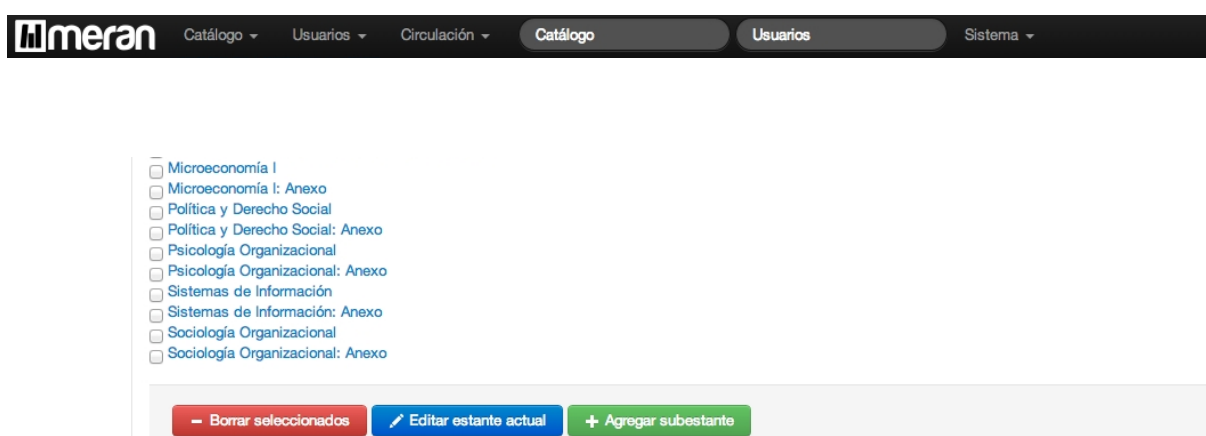 meran Catálogo Usuarios Circulación Catálogo Usuarios Sistema
Microeconomía I
Microeconomía I: Anexo
Política y Derecho Social
Política y Derecho Social: Anexo
Psicología Organizacional
Psicología Organizacional: Anexo
Sistemas de Información
Sistemas de Información: Anexo
Sociología Organizacional
Sociología Organizacional: Anexo
Borrar seleccionados Editar estante actual Agregar subestante